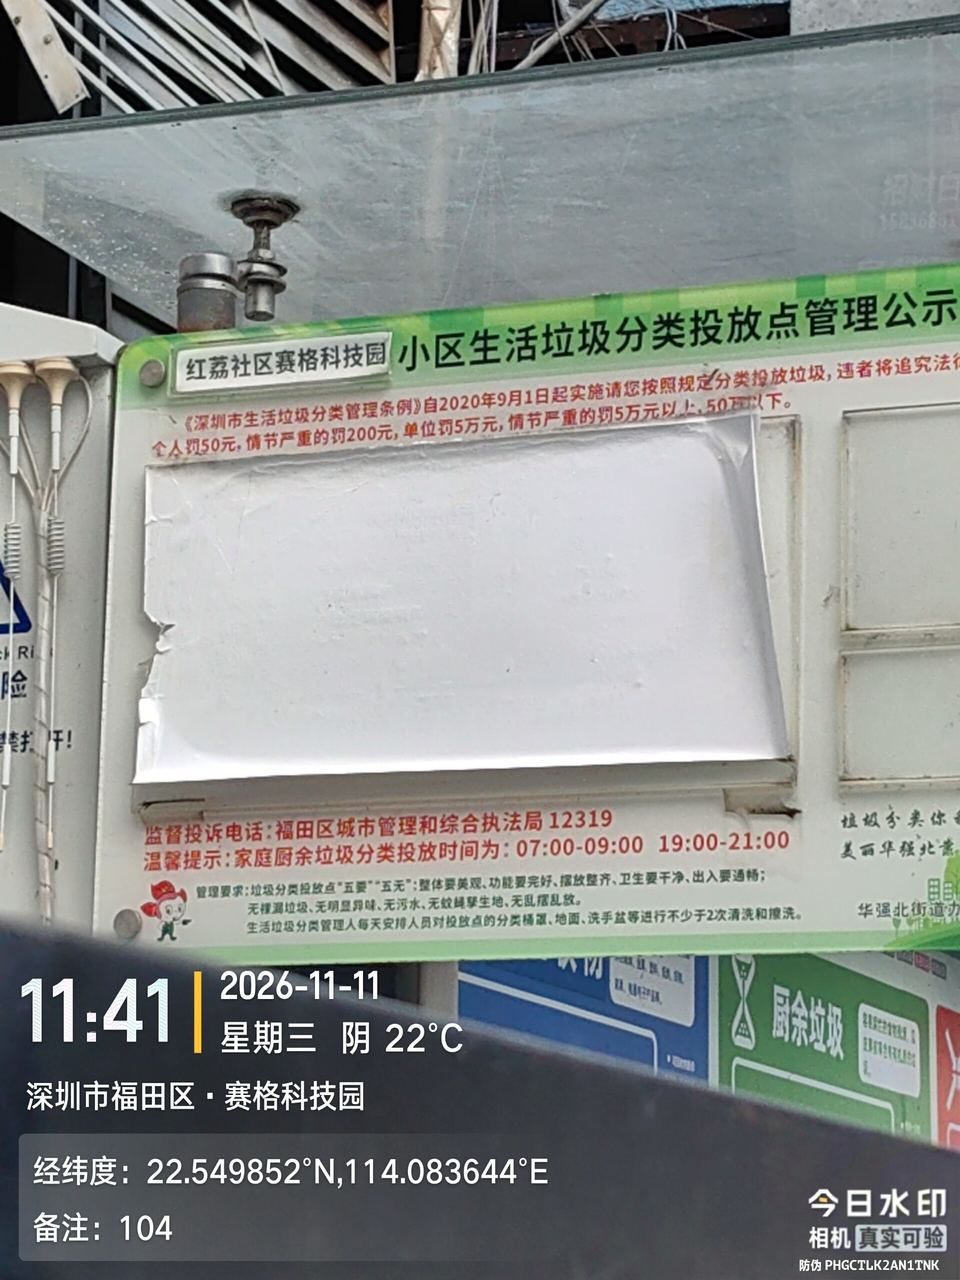 红荔社区赛格科技园
小区生活垃圾分类投放点管理公示
《深圳市生活垃圾分类管理条例》自2020年9月1日起实施请您按照规定分类投放垃圾，违者将追究法
个人罚50元，情节严重的罚200元，单位罚5万元，情节严重的罚5万元以上，50万以下。
险
监督投诉电话：福田区城市管理和综合执法局 12319
温馨提示：家庭厨余垃圾分类投放时间为：07:00-09:00 19:00-21:00
管理要求：垃圾分类投放点“五要”“五无”：整体要美观、功能要完好、摆放整齐、卫生要干净、出入要通畅；
无裸漏垃圾、无明显异味、无污水、无蚊蝇孳生地、无乱摆乱放。
生活垃圾分类管理人每天安排人员对投放点的分类桶罩、地面、洗手盆等进行不少于2次清洗和擦洗。
垃圾分类你
美丽华强北
华强北街道办
厨余垃圾
11:41
2026-11-11
星期三 阴 22°C
深圳市福田区·赛格科技园
经纬度：22.549852°N,114.083644°E
备注：104
今日水印
相机 真实可验
防伪 PHGCTLK2AN1TNK